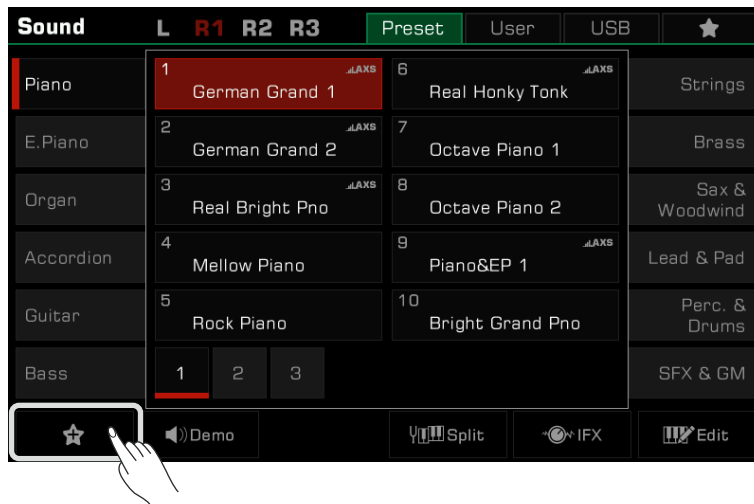 Sound L R1 R2 R3 Preset User USB
Piano
E.Piano
Organ
Accordion
Guitar
Bass
1 AXS
German Grand 1
2 AXS
German Grand 2
3 AXS
Real Bright Pno
4
Mellow Piano
5
Rock Piano
6 AXS
Real Honky Tonk
7
Octave Piano 1
8
Octave Piano 2
9 AXS
Piano&EP 1
10
Bright Grand Pno
1 2 3
Strings
Brass
Sax &
Woodwind
Lead & Pad
Perc. &
Drums
SFX & GM
Demo Split IFX Edit